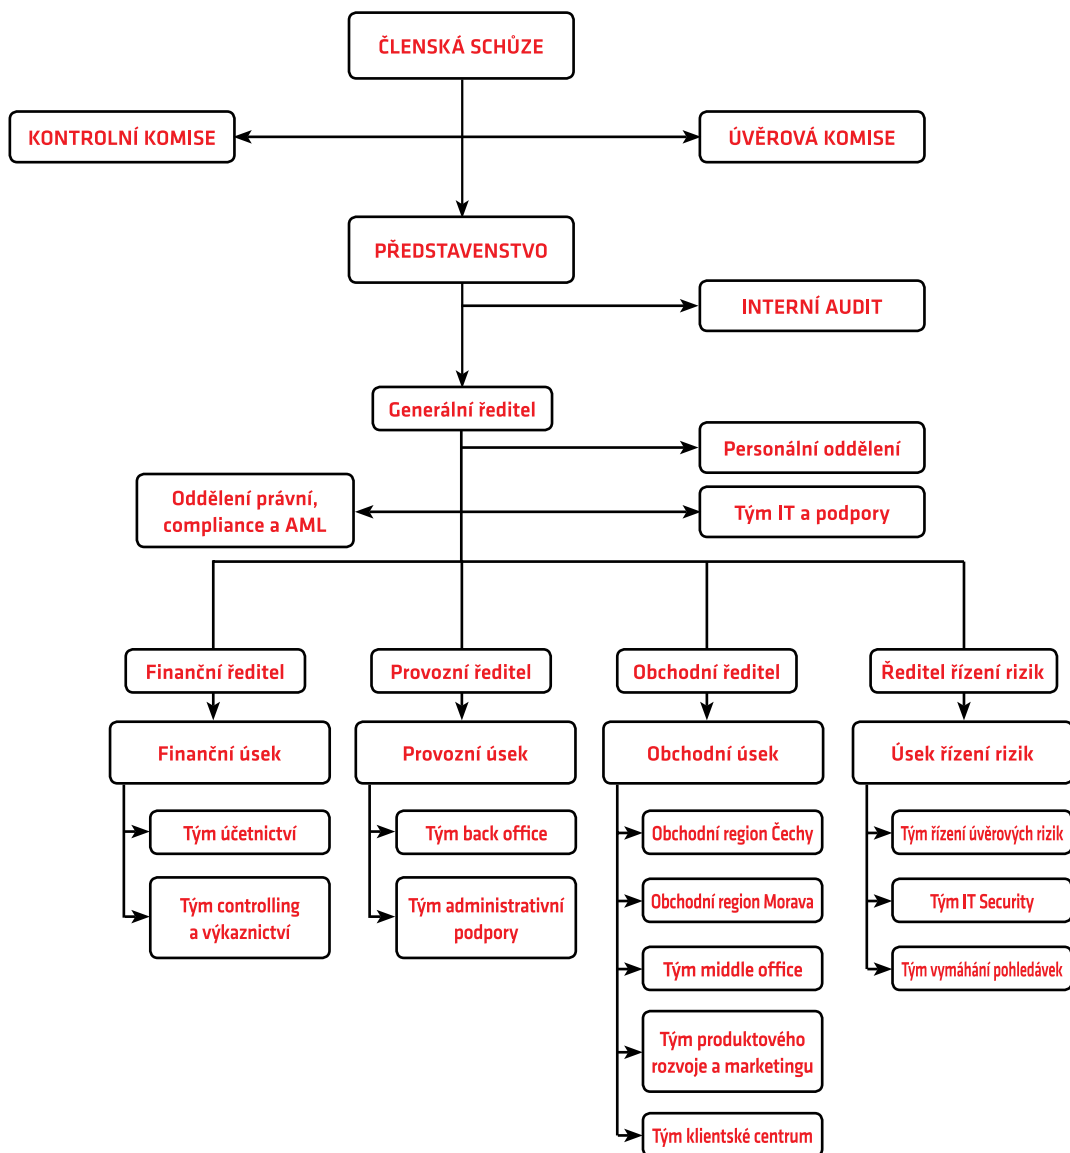 ČLENSKÁ SCHŮZE
KONTROLNÍ KOMISE
ÚVĚROVÁ KOMISE
PŘEDSTAVENSTVO
INTERNÍ AUDIT
Generální ředitel
Personální oddělení
Oddělení právní,
compliance a AML
Tým IT a podpory
Finanční ředitel
Provozní ředitel
Obchodní ředitel
Ředitel řízení rizik
Finanční úsek
Provozní úsek
Obchodní úsek
Úsek řízení rizik
Tým účetnictví
Tým back office
Obchodní region Čechy
Tým řízení úvěrových rizik
Tým controlling
a výkaznictví
Tým administrativní
podpory
Obchodní region Morava
Tým IT Security
Tým middle office
Tým vymáhání pohledávek
Tým produktového
rozvoje a marketingu
Tým klientské centrum